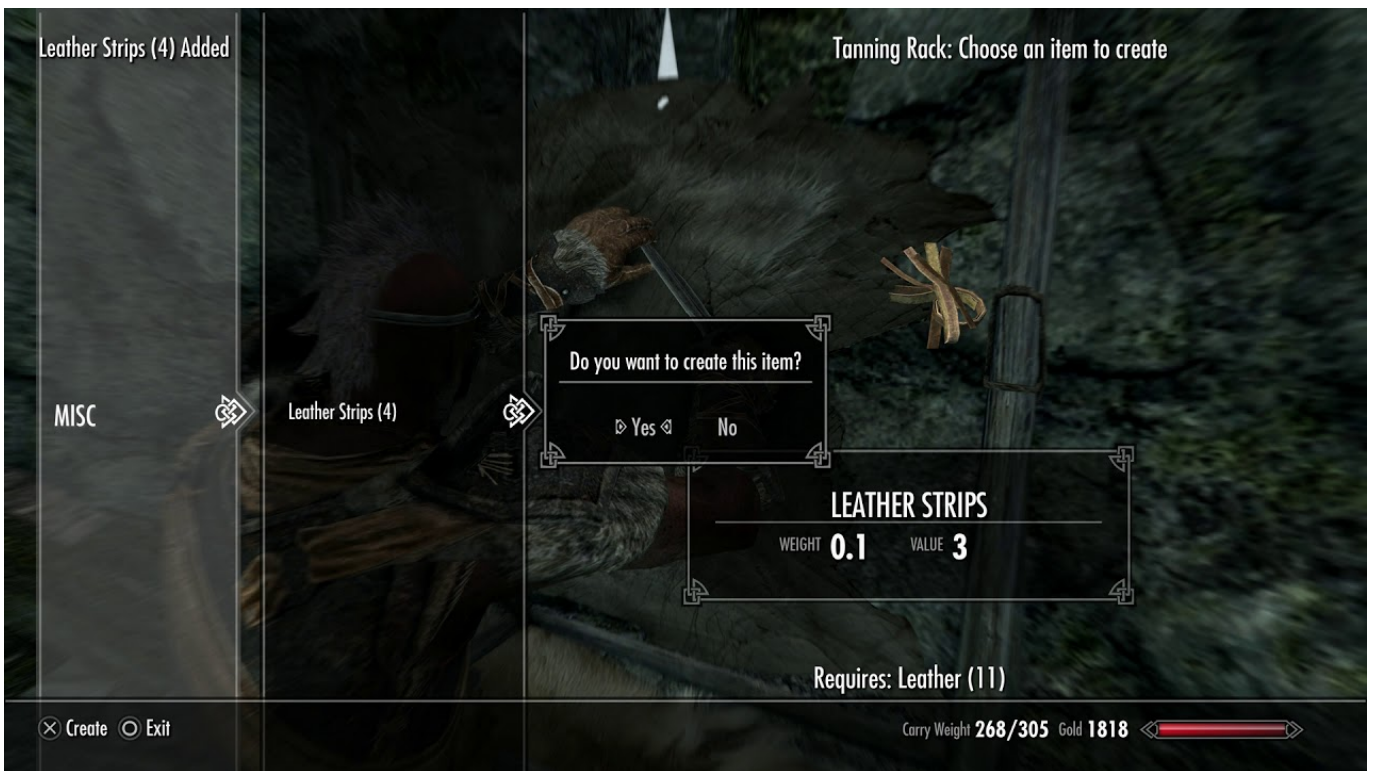 Leather Strips (4) Added
Tanning Rack: Choose an item to create
Do you want to create this item?
MISC
Leather Strips (4)
Yes No
LEATHER STRIPS
WEIGHT 0.1 VALUE 3
Requires: Leather (11)
Create Exit
Carry Weight 268/305 Gold 1818